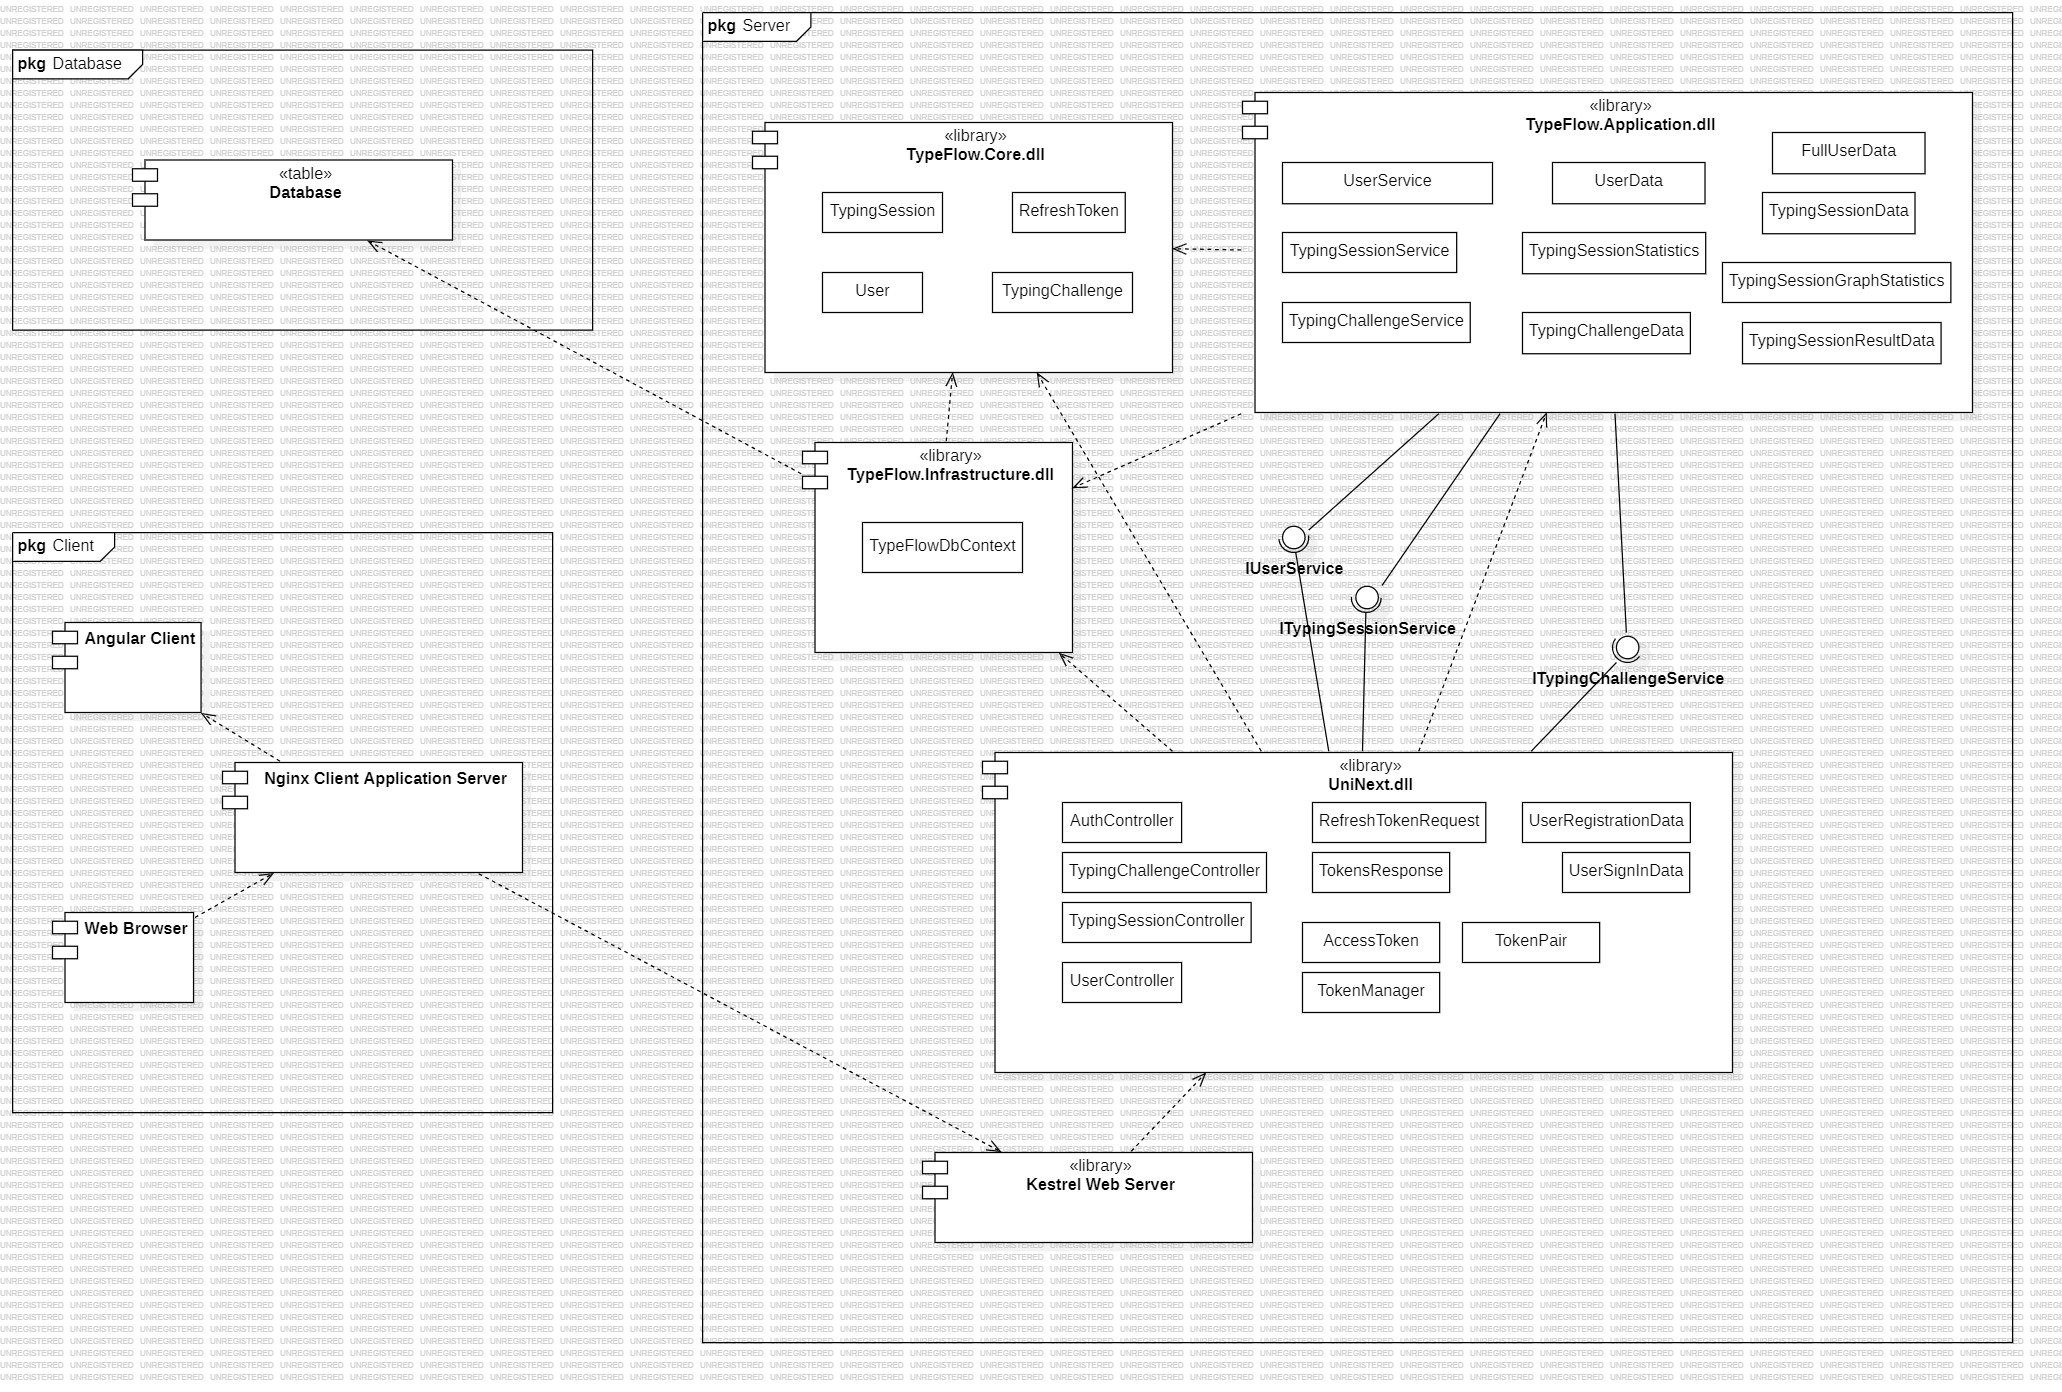 pkg Database
«table»
Database
pkg Client
Angular Client
Nginx Client Application Server
Web Browser
pkg Server
«library»
TypeFlow.Core.dll
TypingSession
RefreshToken
User
TypingChallenge
«library»
TypeFlow.Application.dll
FullUserData
UserService
UserData
TypingSessionData
TypingSessionService
TypingSessionStatistics
TypingSessionGraphStatistics
TypingChallengeService
TypingChallengeData
TypingSessionResultData
«library»
TypeFlow.Infrastructure.dll
TypeFlowDbContext
IUserService
ITypingSessionService
ITypingChallengeService
«library»
UniNext.dll
AuthController
RefreshTokenRequest
UserRegistrationData
TypingChallengeController
TokensResponse
UserSignInData
TypingSessionController
AccessToken
TokenPair
UserController
TokenManager
«library»
Kestrel Web Server
UNREGISTERED